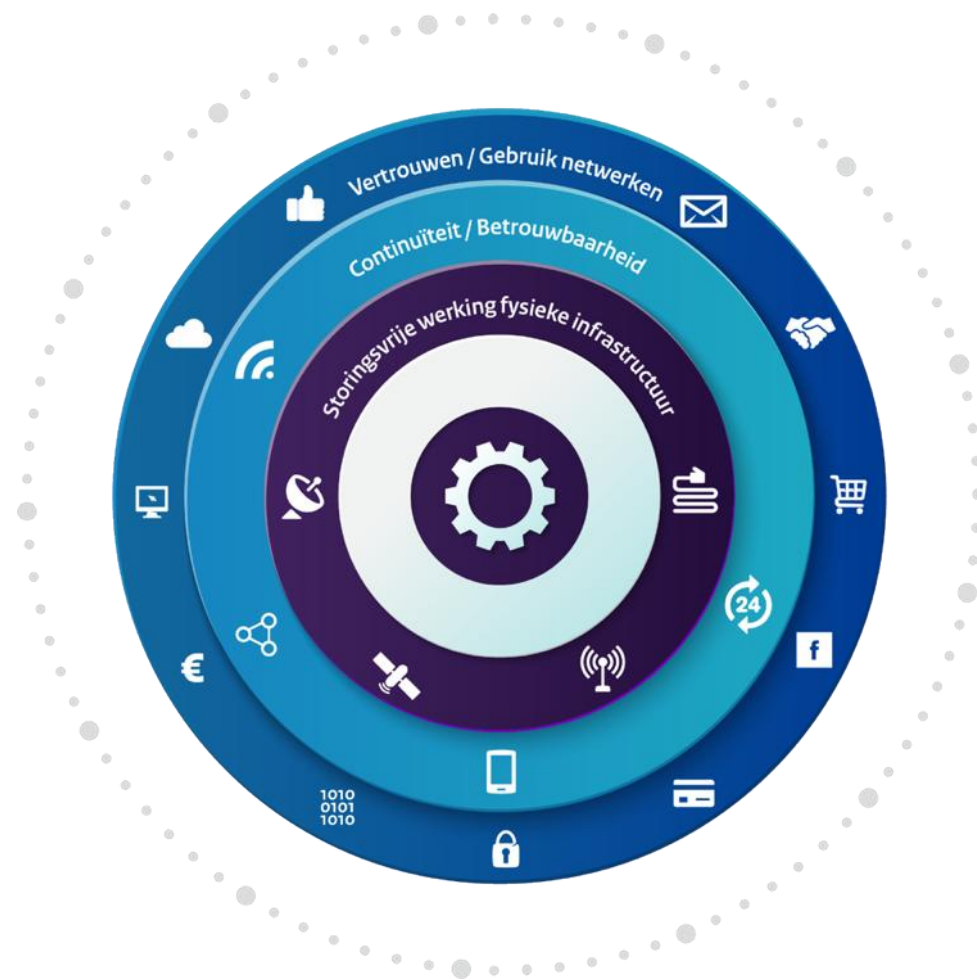 Vertrouwen / Gebruik netwerken
Continuïteit / Betrouwbaarheid
Storingsvrije werking fysieke infrastructuur
24
€
f
1010
0101
1010